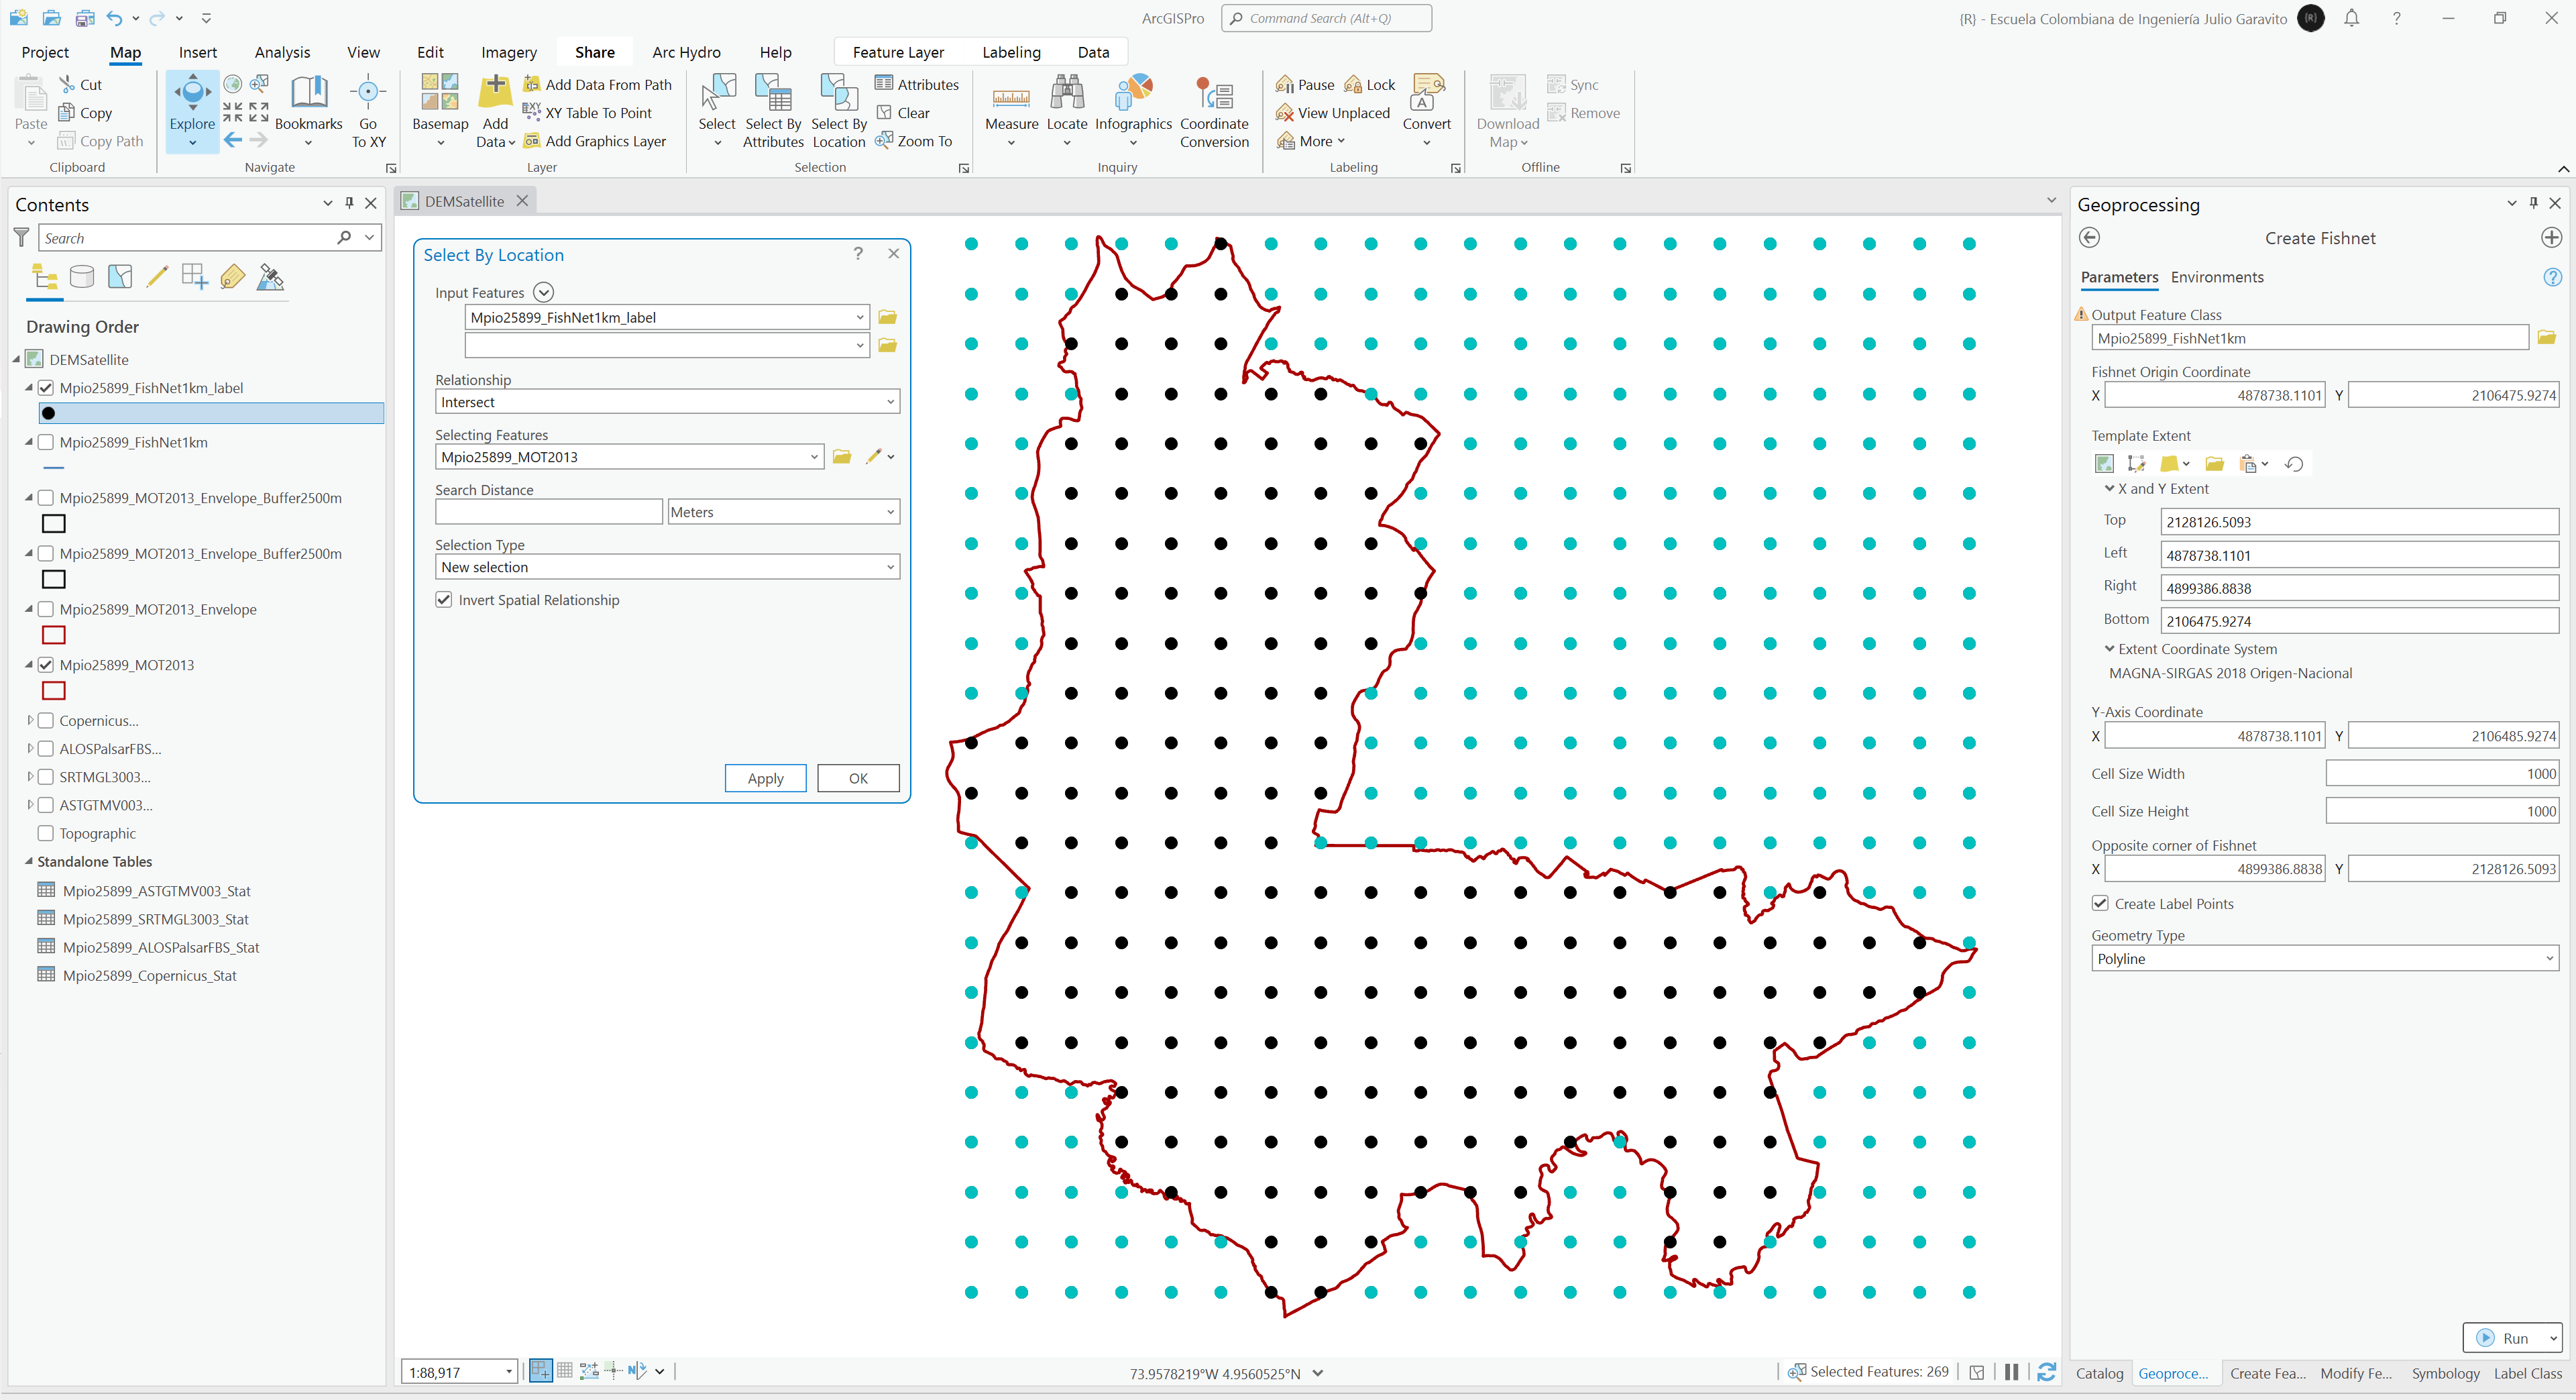 ArcGISPro
Command Search (Alt+Q)
{R} - Escuela Colombiana de Ingeniería Julio Garavito
{R}
?
Project
Map
Insert
Analysis
View
Edit
Imagery
Share
Arc Hydro
Help
Feature Layer
Labeling
Data
Paste
Cut
Copy
Copy Path
Clipboard
Explore
Bookmarks
Go
To XY
Navigate
Basemap
Add
Data
Add Data From Path
XY Table To Point
Add Graphics Layer
Layer
Select
Select By
Attributes
Select By
Location
Attributes
Clear
Zoom To
Selection
Measure
Locate
Infographics
Coordinate
Conversion
Inquiry
Pause
Lock
View Unplaced
More
Convert
Labeling
Download
Map
Sync
Remove
Offline
Contents
Search
Drawing Order
DEMSatellite
Mpio25899_FishNet1km_label
Mpio25899_FishNet1km
Mpio25899_MOT2013_Envelope_Buffer2500m
Mpio25899_MOT2013_Envelope_Buffer2500m
Mpio25899_MOT2013_Envelope
Mpio25899_MOT2013
Copernicus...
ALOSPalsarFBS...
SRTMGL3003...
ASTGTMV003...
Topographic
Standalone Tables
Mpio25899_ASTGTMV003_Stat
Mpio25899_SRTMGL3003_Stat
Mpio25899_ALOSPalsarFBS_Stat
Mpio25899_Copernicus_Stat
DEMSatellite
Select By Location
?
Input Features
Mpio25899_FishNet1km_label
Relationship
Intersect
Selecting Features
Mpio25899_MOT2013
Search Distance
Meters
Selection Type
New selection
Invert Spatial Relationship
Apply
OK
1:88,917
73.9578219°W 4.9560525°N
Selected Features: 269
Geoprocessing
Create Fishnet
Parameters
Environments
?
Output Feature Class
Mpio25899_FishNet1km
Fishnet Origin Coordinate
X 4878738.1101 Y 2106475.9274
Template Extent
X and Y Extent
Top 2128126.5093
Left 4878738.1101
Right 4899386.8838
Bottom 2106475.9274
Extent Coordinate System
MAGNA-SIRGAS 2018 Origen-Nacional
Y-Axis Coordinate
X 4878738.1101 Y 2106485.9274
Cell Size Width 1000
Cell Size Height 1000
Opposite corner of Fishnet
X 4899386.8838 Y 2128126.5093
Create Label Points
Geometry Type
Polyline
Run
Catalog
Geoproce...
Create Fea...
Modify Fe...
Symbology
Label Class